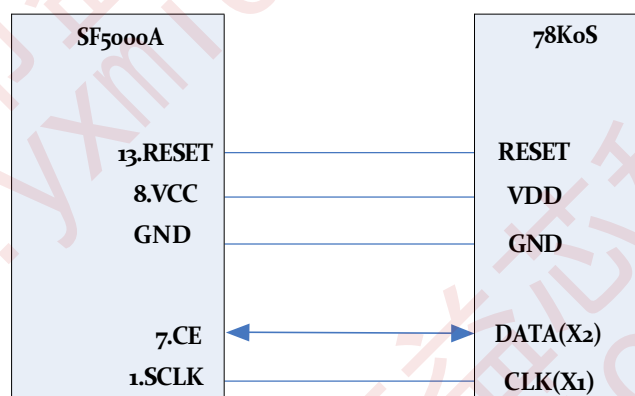 SF5000A
78K0S
13.RESET
RESET
8.VCC
VDD
GND
GND
7.CE
DATA(X2)
1.SCLK
CLK(X1)